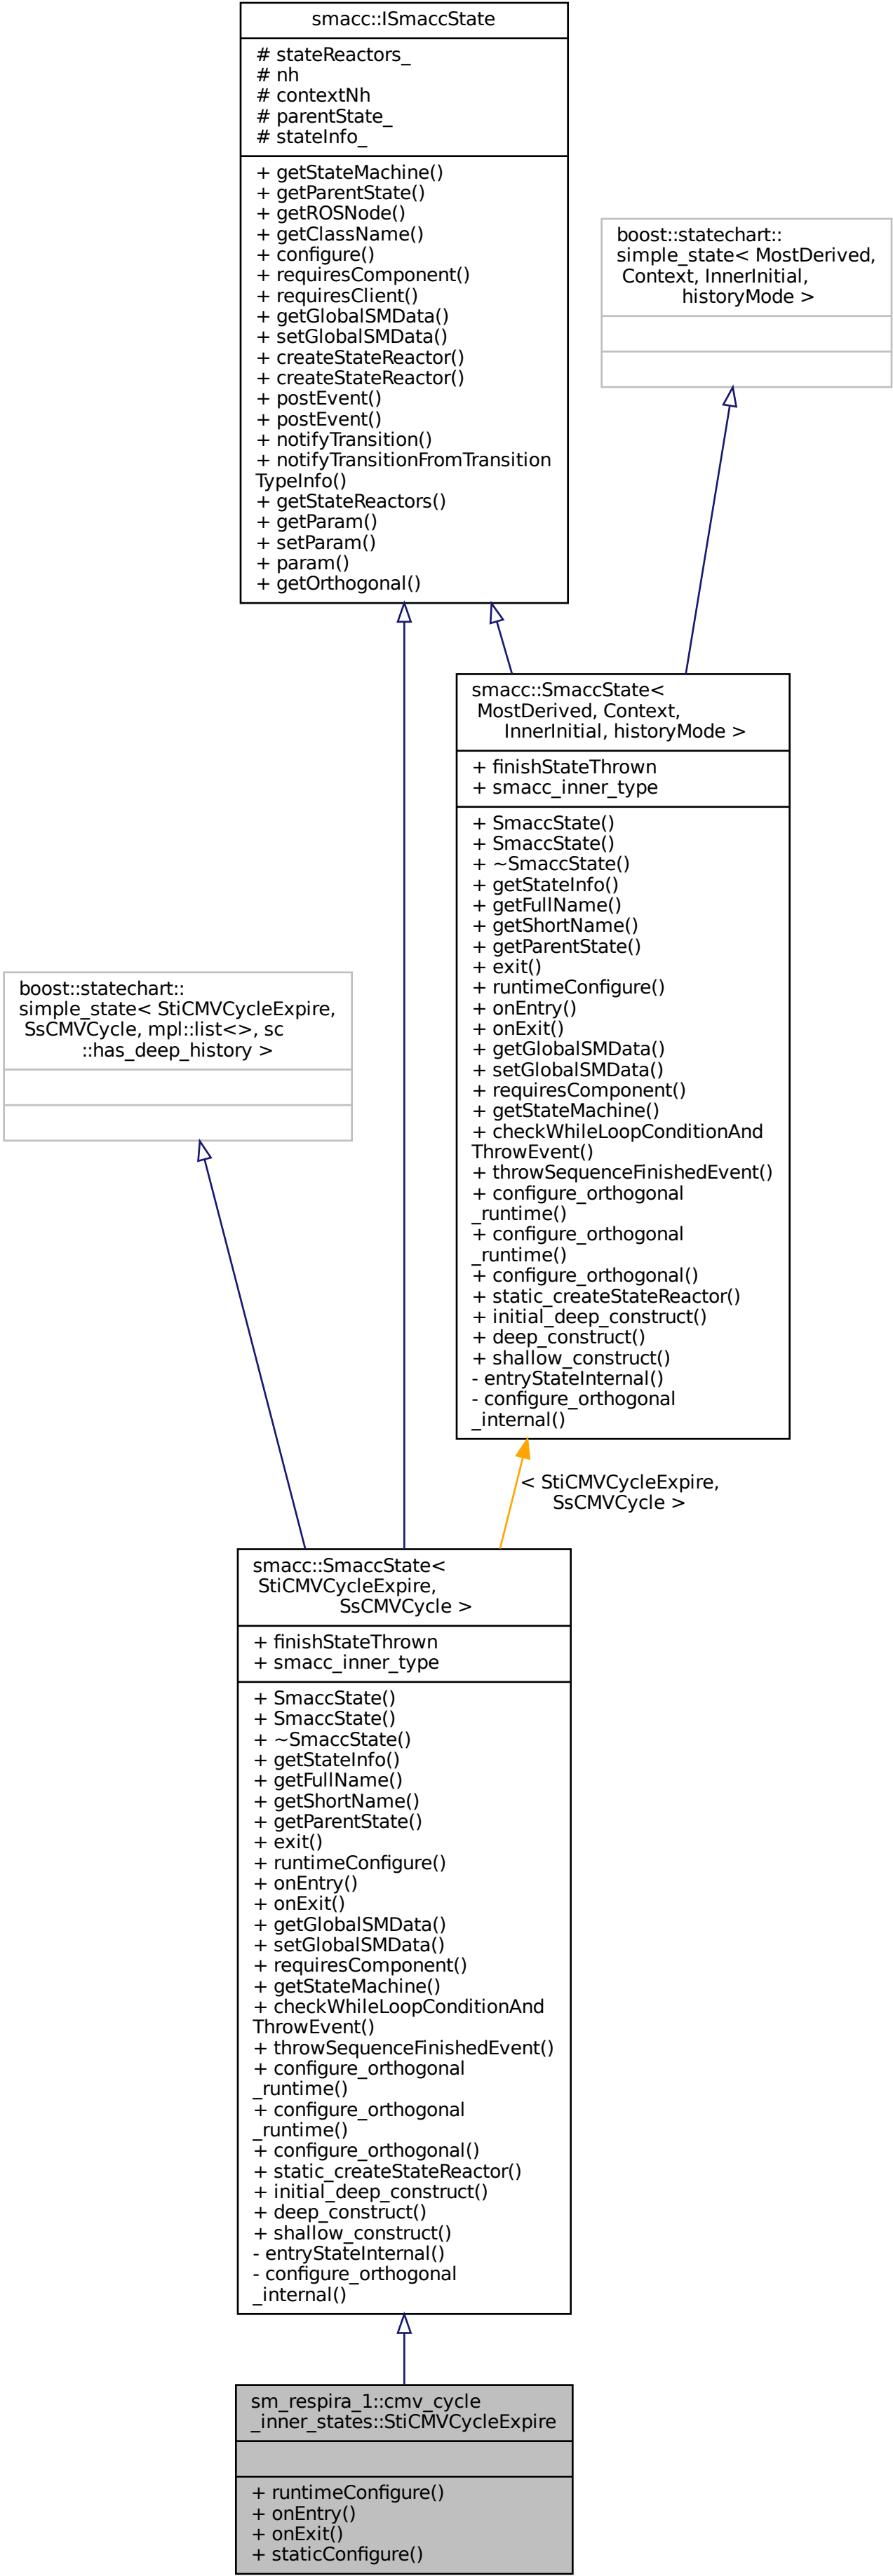 smacc::ISmaccState
# stateReactors_
# nh
# contextNh
# parentState_
# stateInfo_
+ getStateMachine()
+ getParentState()
+ getROSNode()
+ getClassName()
+ configure()
+ requiresComponent()
+ requiresClient()
+ getGlobalSMData()
+ setGlobalSMData()
+ createStateReactor()
+ createStateReactor()
+ postEvent()
+ postEvent()
+ notifyTransition()
+ notifyTransitionFromTransition
TypeInfo()
+ getStateReactors()
+ getParam()
+ setParam()
+ param()
+ getOrthogonal()
boost::statechart::
simple_state< MostDerived,
Context, InnerInitial,
historyMode >
smacc::SmaccState<
MostDerived, Context,
InnerInitial, historyMode >
+ finishStateThrown
+ smacc_inner_type
+ SmaccState()
+ SmaccState()
+ ~SmaccState()
+ getStateInfo()
+ getFullName()
+ getShortName()
+ getParentState()
+ exit()
+ runtimeConfigure()
+ onEntry()
+ onExit()
+ getGlobalSMData()
+ setGlobalSMData()
+ requiresComponent()
+ getStateMachine()
+ checkWhileLoopConditionAnd
ThrowEvent()
+ throwSequenceFinishedEvent()
+ configure_orthogonal
_runtime()
+ configure_orthogonal
_runtime()
+ configure_orthogonal()
+ static_createStateReactor()
+ initial_deep_construct()
+ deep_construct()
+ shallow_construct()
- entryStateInternal()
- configure_orthogonal
_internal()
boost::statechart::
simple_state< StiCMVCycleExpire,
SsCMVCycle, mpl::list<>, sc
::has_deep_history >
< StiCMVCycleExpire,
SsCMVCycle >
smacc::SmaccState<
StiCMVCycleExpire,
SsCMVCycle >
+ finishStateThrown
+ smacc_inner_type
+ SmaccState()
+ SmaccState()
+ ~SmaccState()
+ getStateInfo()
+ getFullName()
+ getShortName()
+ getParentState()
+ exit()
+ runtimeConfigure()
+ onEntry()
+ onExit()
+ getGlobalSMData()
+ setGlobalSMData()
+ requiresComponent()
+ getStateMachine()
+ checkWhileLoopConditionAnd
ThrowEvent()
+ throwSequenceFinishedEvent()
+ configure_orthogonal
_runtime()
+ configure_orthogonal
_runtime()
+ configure_orthogonal()
+ static_createStateReactor()
+ initial_deep_construct()
+ deep_construct()
+ shallow_construct()
- entryStateInternal()
- configure_orthogonal
_internal()
sm_respira_1::cmv_cycle
_inner_states::StiCMVCycleExpire
+ runtimeConfigure()
+ onEntry()
+ onExit()
+ staticConfigure()